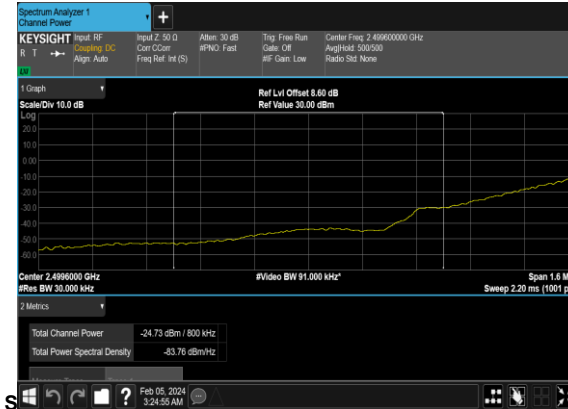 Spectrum Analyzer 1
Channel Power
+
KEYSIGHT Input: RF Input Z: 50 Ω Atten: 30 dB Trig: Free Run Center Freq: 2.499600000 GHz
R T Coupling: DC Corr CCorr #PNO: Fast Gate: Off Avg|Hold: 500/500
Align: Auto Freq Ref: Int (S) #IF Gain: Low Radio Std: None
1 Graph
Ref Lvl Offset 8.60 dB
Scale/Div 10.0 dB Ref Value 30.00 dBm
Log
20.0
10.0
0.00
-10.0
-20.0
-30.0
-40.0
-50.0
-60.0
Center 2.4996000 GHz #Video BW 91.000 kHz* Span 1.6 M
#Res BW 30.000 kHz Sweep 2.20 ms (1001 p
2 Metrics
Total Channel Power -24.73 dBm / 800 kHz
Total Power Spectral Density -83.76 dBm/Hz
S
? Feb 05, 2024
3:24:55 AM